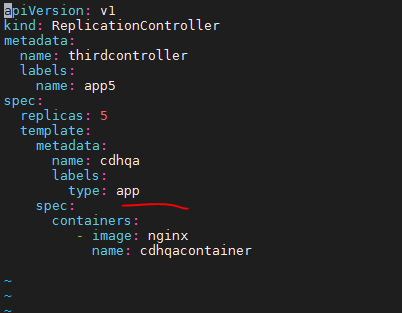 apiVersion: v1
kind: ReplicationController
metadata:
  name: thirdcontroller
  labels:
    name: app5
spec:
  replicas: 5
  template:
    metadata:
      name: cdhqa
      labels:
        type: app
    spec:
      containers:
         - image: nginx
           name: cdhqacontainer
~
~
~